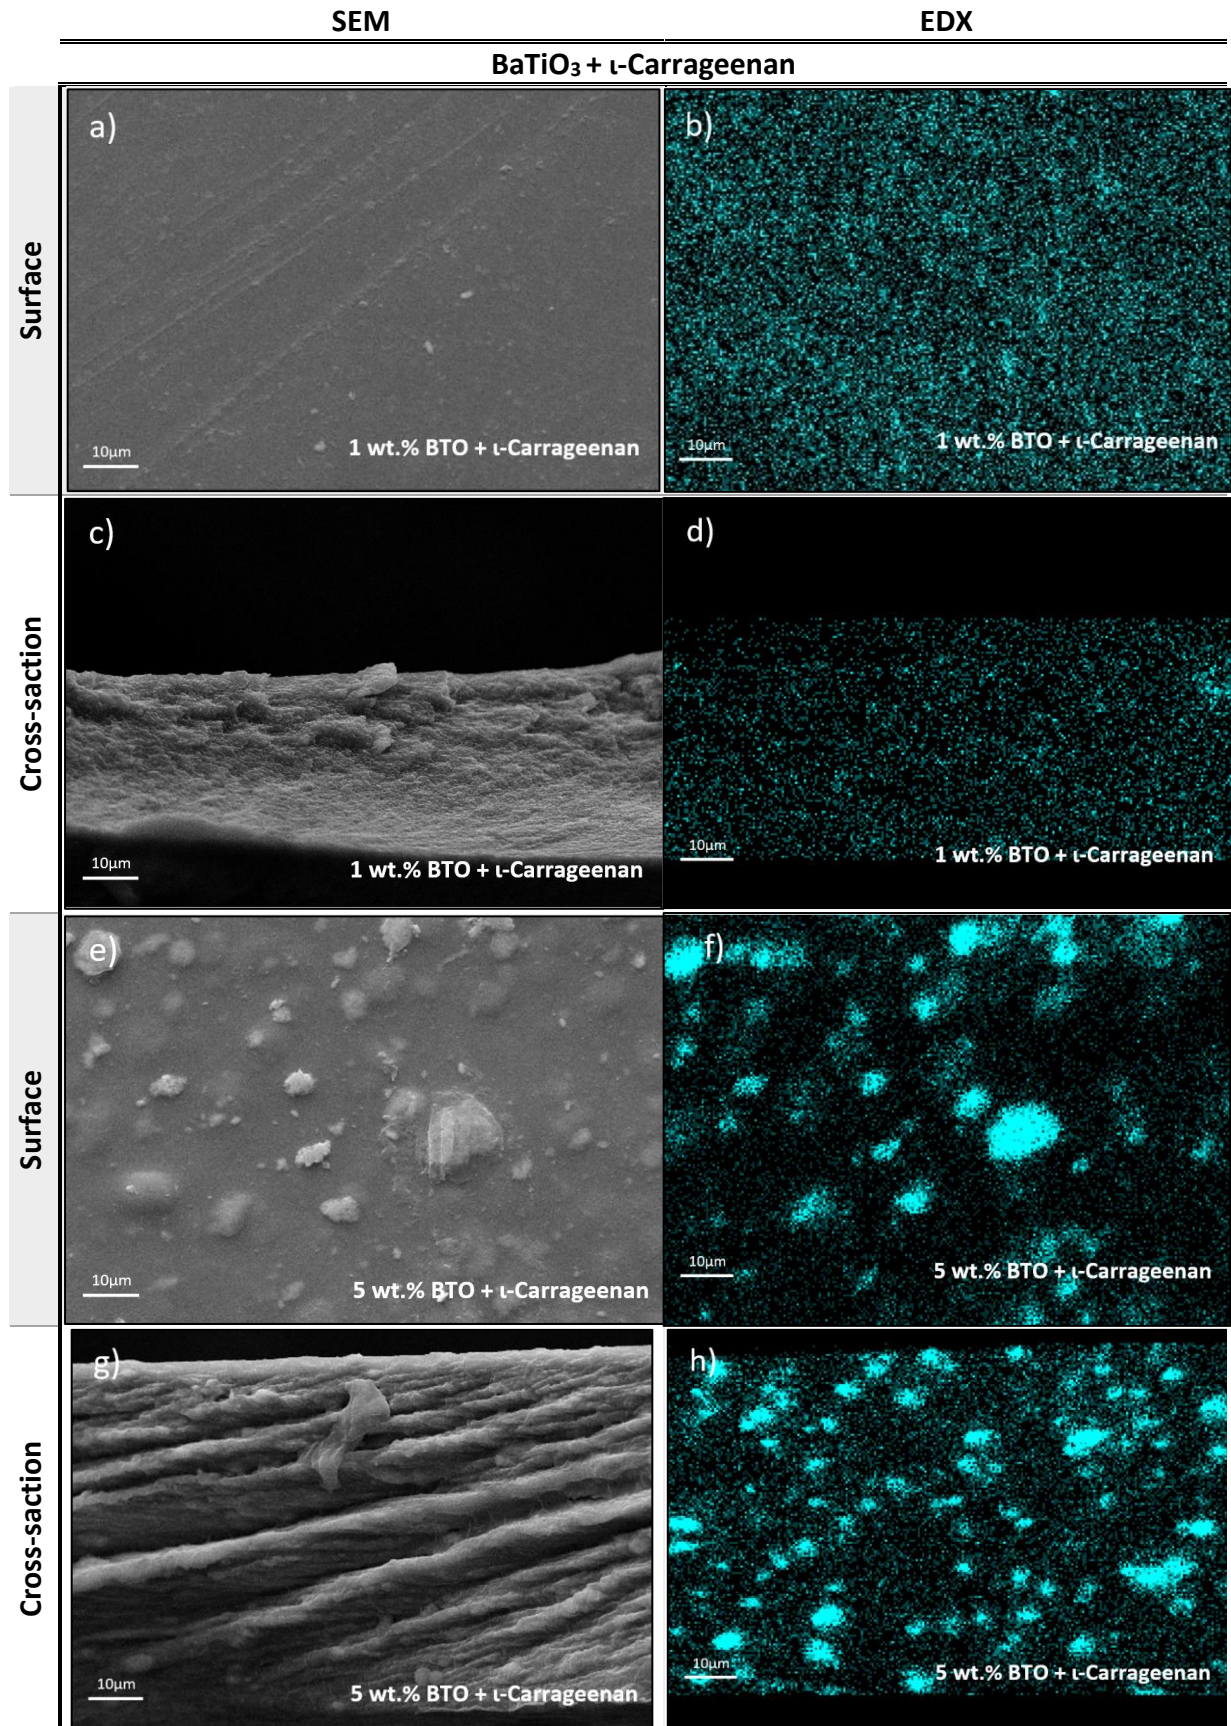 SEM
EDX
BaTiO₃ + ι-Carrageenan
Surface
a)
10µm
1 wt.% BTO + ι-Carrageenan
b)
10µm
1 wt.% BTO + ι-Carrageenan
Cross-saction
c)
10µm
1 wt.% BTO + ι-Carrageenan
d)
10µm
1 wt.% BTO + ι-Carrageenan
Surface
e)
10µm
5 wt.% BTO + ι-Carrageenan
f)
10µm
5 wt.% BTO + ι-Carrageenan
Cross-saction
g)
10µm
5 wt.% BTO + ι-Carrageenan
h)
10µm
5 wt.% BTO + ι-Carrageenan